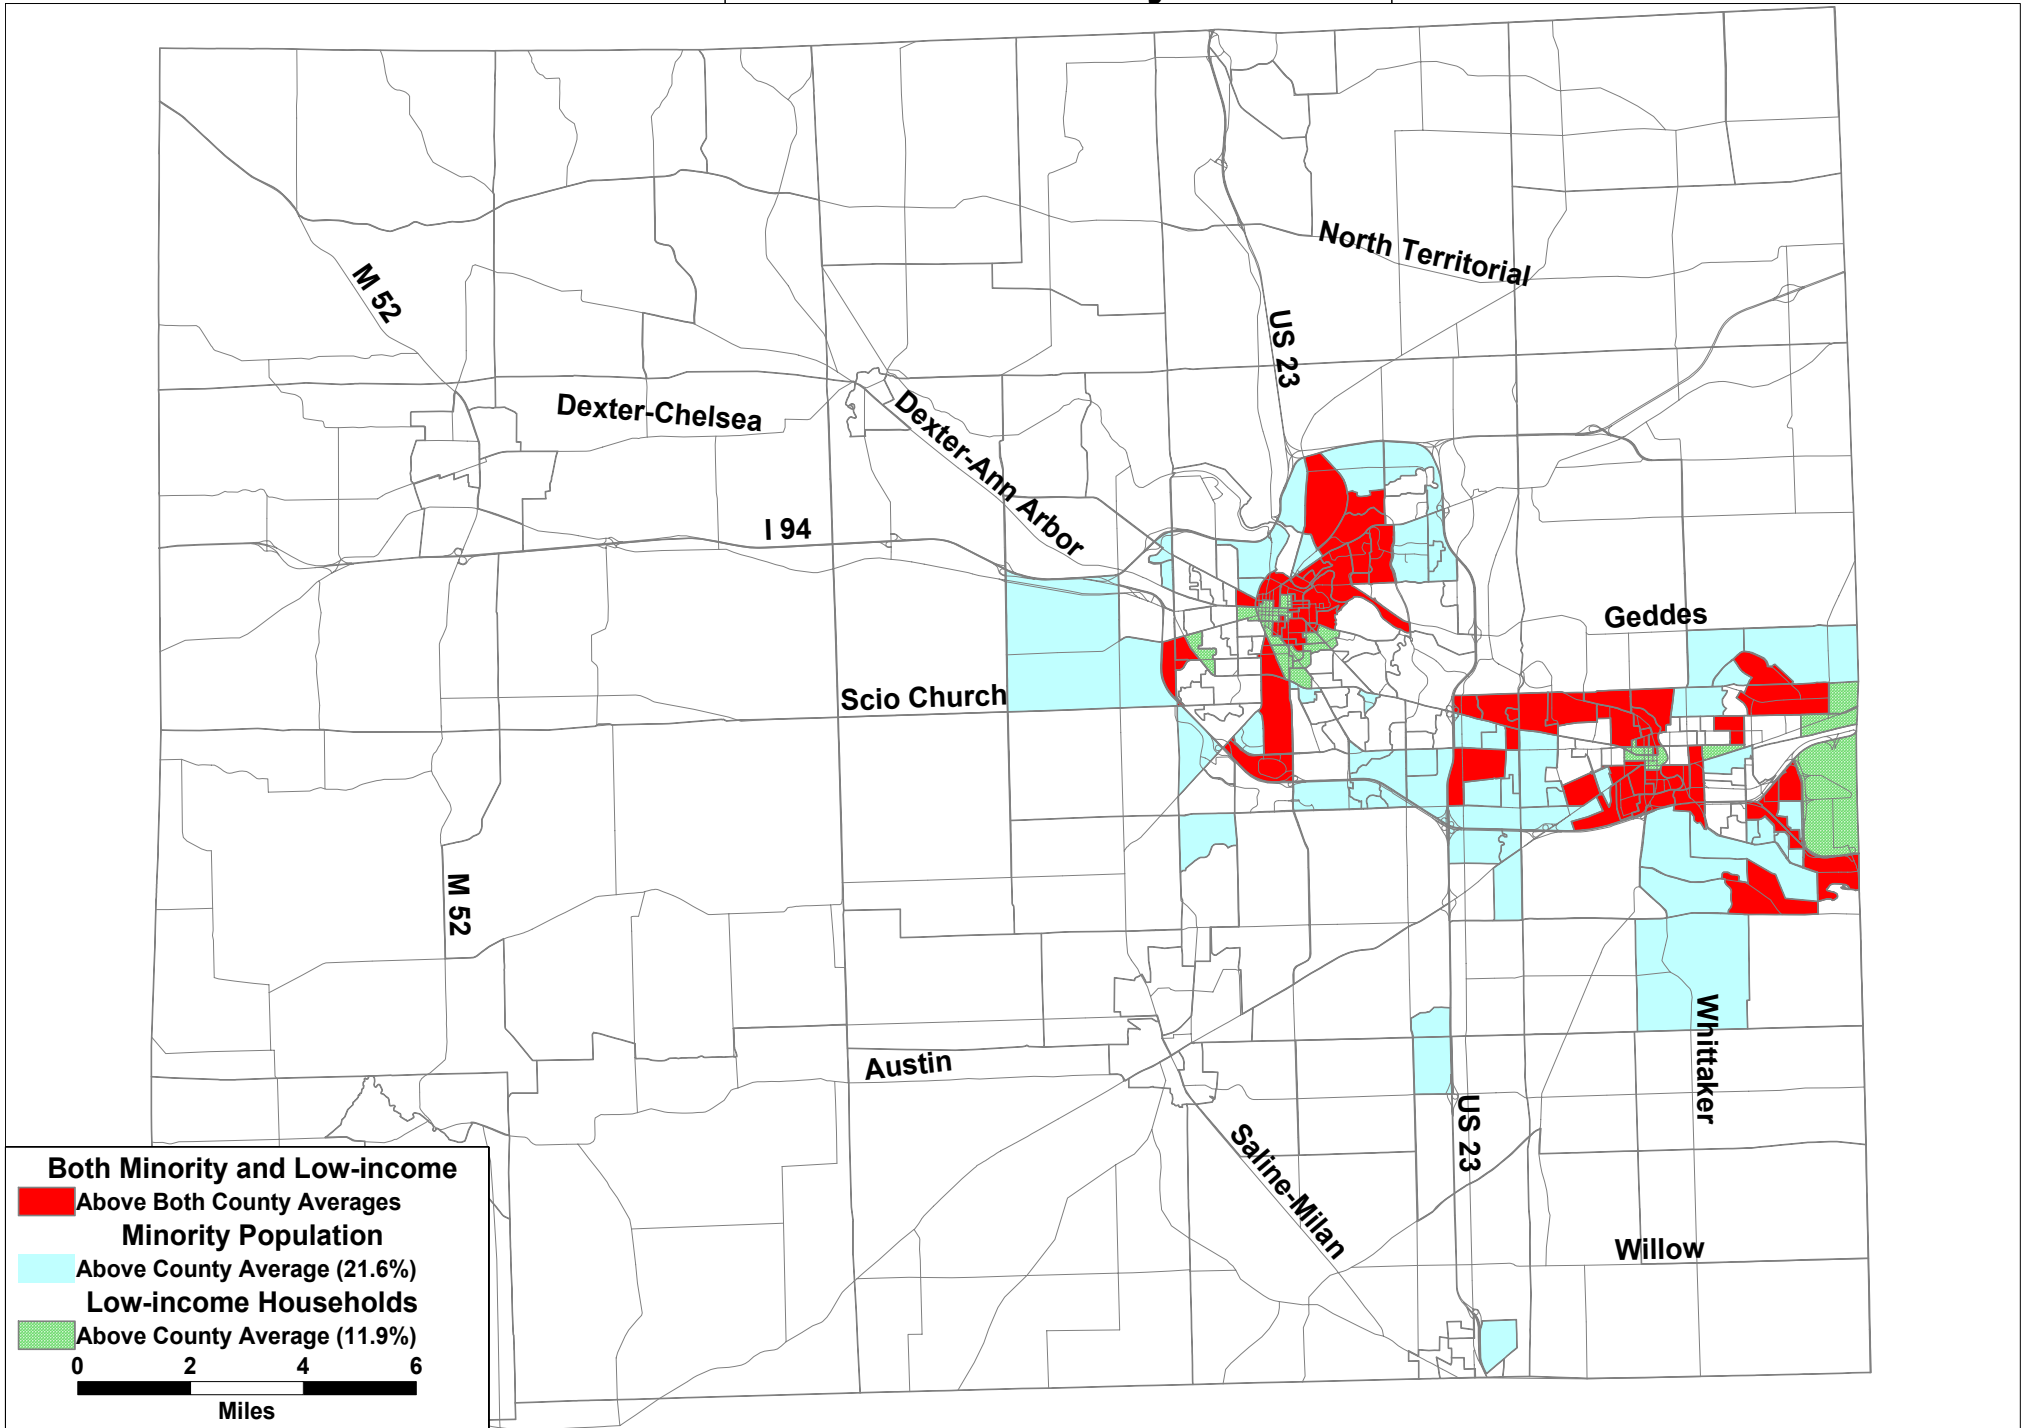 North Territorial
M 52
US 23
Dexter-Chelsea
Dexter-Ann Arbor
I 94
Geddes
Scio Church
M 52
Whittaker
Austin
US 23
Saline-Milan
Willow
Both Minority and Low-income
Above Both County Averages
Minority Population
Above County Average (21.6%)
Low-income Households
Above County Average (11.9%)
0 2 4 6
Miles